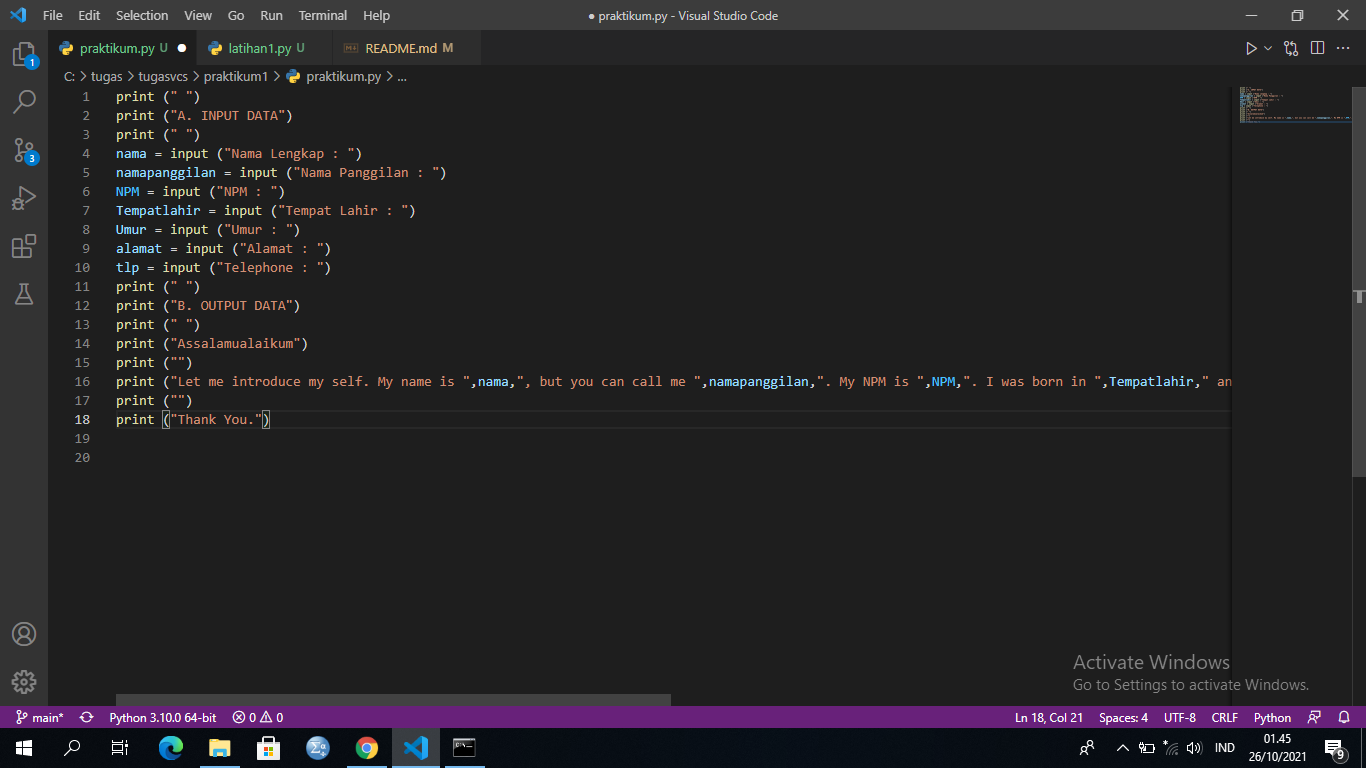 File Edit Selection View Go Run Terminal Help ● praktikum.py - Visual Studio Code
praktikum.py U ● latihan1.py U README.md M
C: > tugas > tugasvcs > praktikum1 > praktikum.py > ...
1 print (" ")
2 print ("A. INPUT DATA")
3 print (" ")
4 nama = input ("Nama Lengkap : ")
5 namapanggilan = input ("Nama Panggilan : ")
6 NPM = input ("NPM : ")
7 Tempatlahir = input ("Tempat Lahir : ")
8 Umur = input ("Umur : ")
9 alamat = input ("Alamat : ")
10 tlp = input ("Telephone : ")
11 print (" ")
12 print ("B. OUTPUT DATA")
13 print (" ")
14 print ("Assalamualaikum")
15 print ("")
16 print ("Let me introduce my self. My name is ",nama,", but you can call me ",namapanggilan,". My NPM is ",NPM,". I was born in ",Tempatlahir," an
17 print ("")
18 print ("Thank You.")
19
20
1
3
Activate Windows
Go to Settings to activate Windows.
main* Python 3.10.0 64-bit 0 0 Ln 18, Col 21 Spaces: 4 UTF-8 CRLF Python
IND 01.45
26/10/2021 9